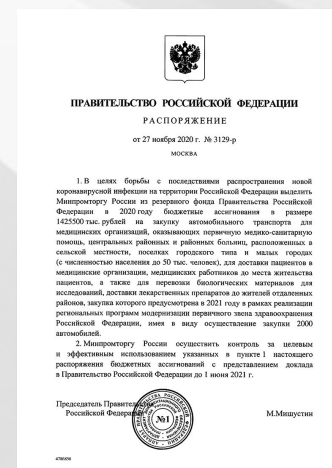 ПРАВИТЕЛЬСТВО РОССИЙСКОЙ ФЕДЕРАЦИИ
РАСПОРЯЖЕНИЕ
от 27 ноября 2020 г. № 3129-р
МОСКВА
1. В целях борьбы с последствиями распространения новой
коронавирусной инфекции на территории Российской Федерации выделить
Минпромторгу России из резервного фонда Правительства Российской
Федерации в 2020 году бюджетные ассигнования в размере
1425500 тыс. рублей на закупку автомобильного транспорта для
медицинских организаций, оказывающих первичную медико-санитарную
помощь, центральных районных и районных больниц, расположенных в
сельской местности, поселках городского типа и малых городах
(с численностью населения до 50 тыс. человек), для доставки пациентов в
медицинские организации, медицинских работников до места жительства
пациентов, а также для перевозки биологических материалов для
исследований, доставки лекарственных препаратов до жителей отдаленных
районов, закупка которого предусмотрена в 2021 году в рамках реализации
региональных программ модернизации первичного звена здравоохранения
Российской Федерации, имея в виду осуществление закупки 2000
автомобилей.
2. Минпромторгу России осуществить контроль за целевым
и эффективным использованием указанных в пункте 1 настоящего
распоряжения бюджетных ассигнований с представлением доклада
в Правительство Российской Федерации до 1 июня 2021 г.
Председатель Правительства
Российской Федерации М.Мишустин
№1